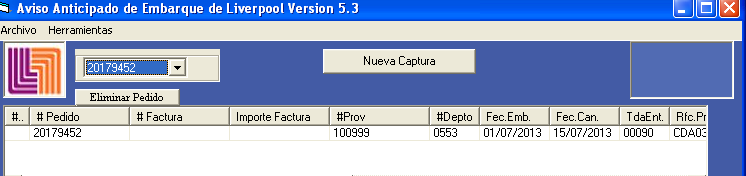 Aviso Anticipado de Embarque de Liverpool Version 5.3
Archivo Herramientas
20179452
Nueva Captura
Eliminar Pedido
#.. # Pedido # Factura Importe Factura #Prov #Depto Fec.Emb. Fec.Can. TdaEnt. Rfc.Pr
20179452 100999 0553 01/07/2013 15/07/2013 00090 CDA03